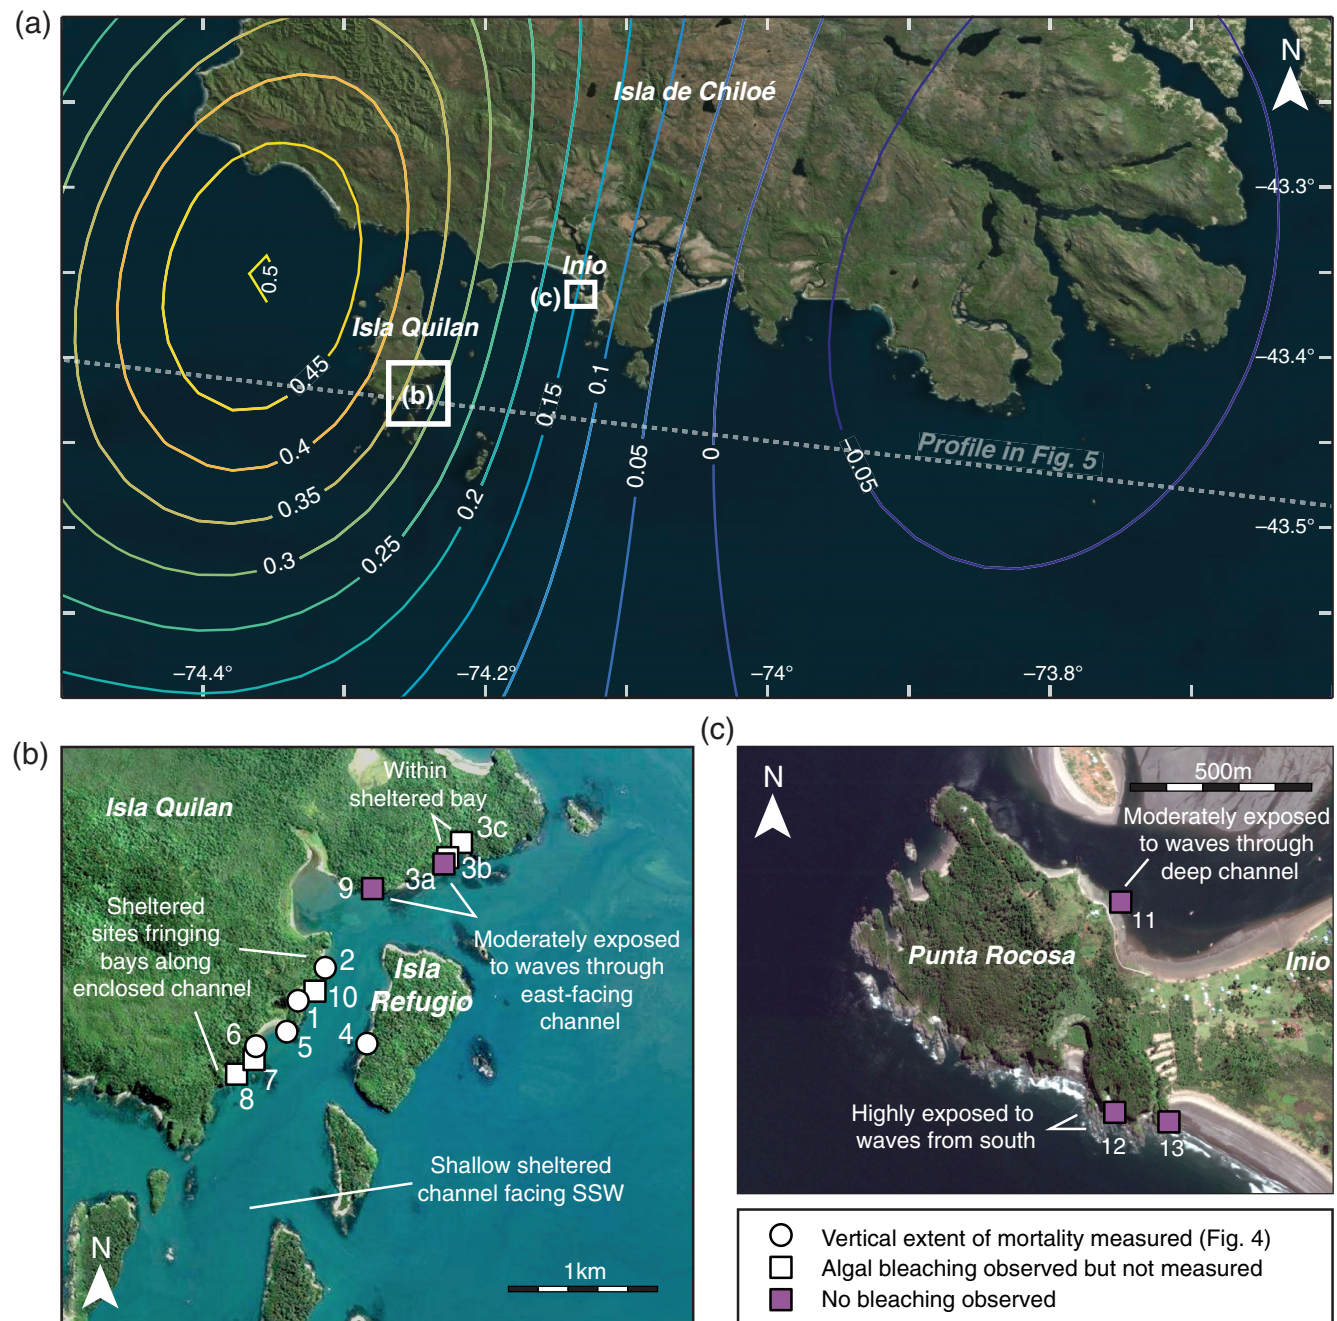 (a)
N
Isla de Chiloé
−43.3°
Inio
(c)
0.5
Isla Quilan
−43.4°
0.45
(b)
0.1
0.15
Profile in Fig. 5
0.4
0
0.05
−0.05
0.35
0.2
−43.5°
0.25
0.3
−74.4°
−74.2°
−74°
−73.8°
(b)
Isla Quilan
Within
sheltered bay
3c
3b
3a
9
Sheltered
sites fringing
bays along
enclosed channel
Moderately exposed
to waves through
east-facing
channel
2
Isla
Refugio
10
1
6
5
4
7
8
Shallow sheltered
channel facing SSW
N
1km
(c)
N
500m
Moderately exposed
to waves through
deep channel
11
Punta Rocosa
Inio
Highly exposed to
waves from south
12
13
Vertical extent of mortality measured (Fig. 4)
Algal bleaching observed but not measured
No bleaching observed